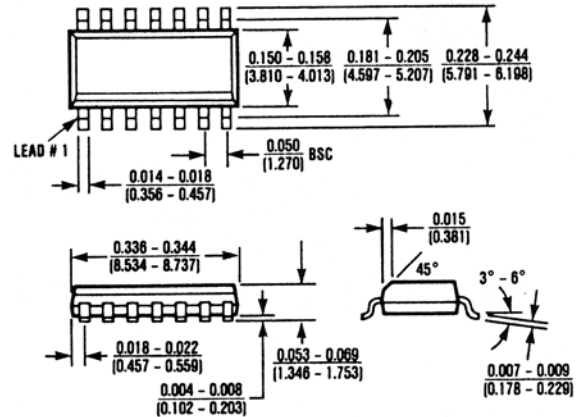 0.150 – 0.158
(3.810 – 4.013)
0.181 – 0.205
(4.597 – 5.207)
0.228 – 0.244
(5.791 – 6.198)
LEAD # 1
0.050
(1.270)
BSC
0.014 – 0.018
(0.356 – 0.457)
0.336 – 0.344
(8.534 – 8.737)
0.015
(0.381)
45°
3° – 6°
0.018 – 0.022
(0.457 – 0.559)
0.053 – 0.069
(1.346 – 1.753)
0.004 – 0.008
(0.102 – 0.203)
0.007 – 0.009
(0.178 – 0.229)